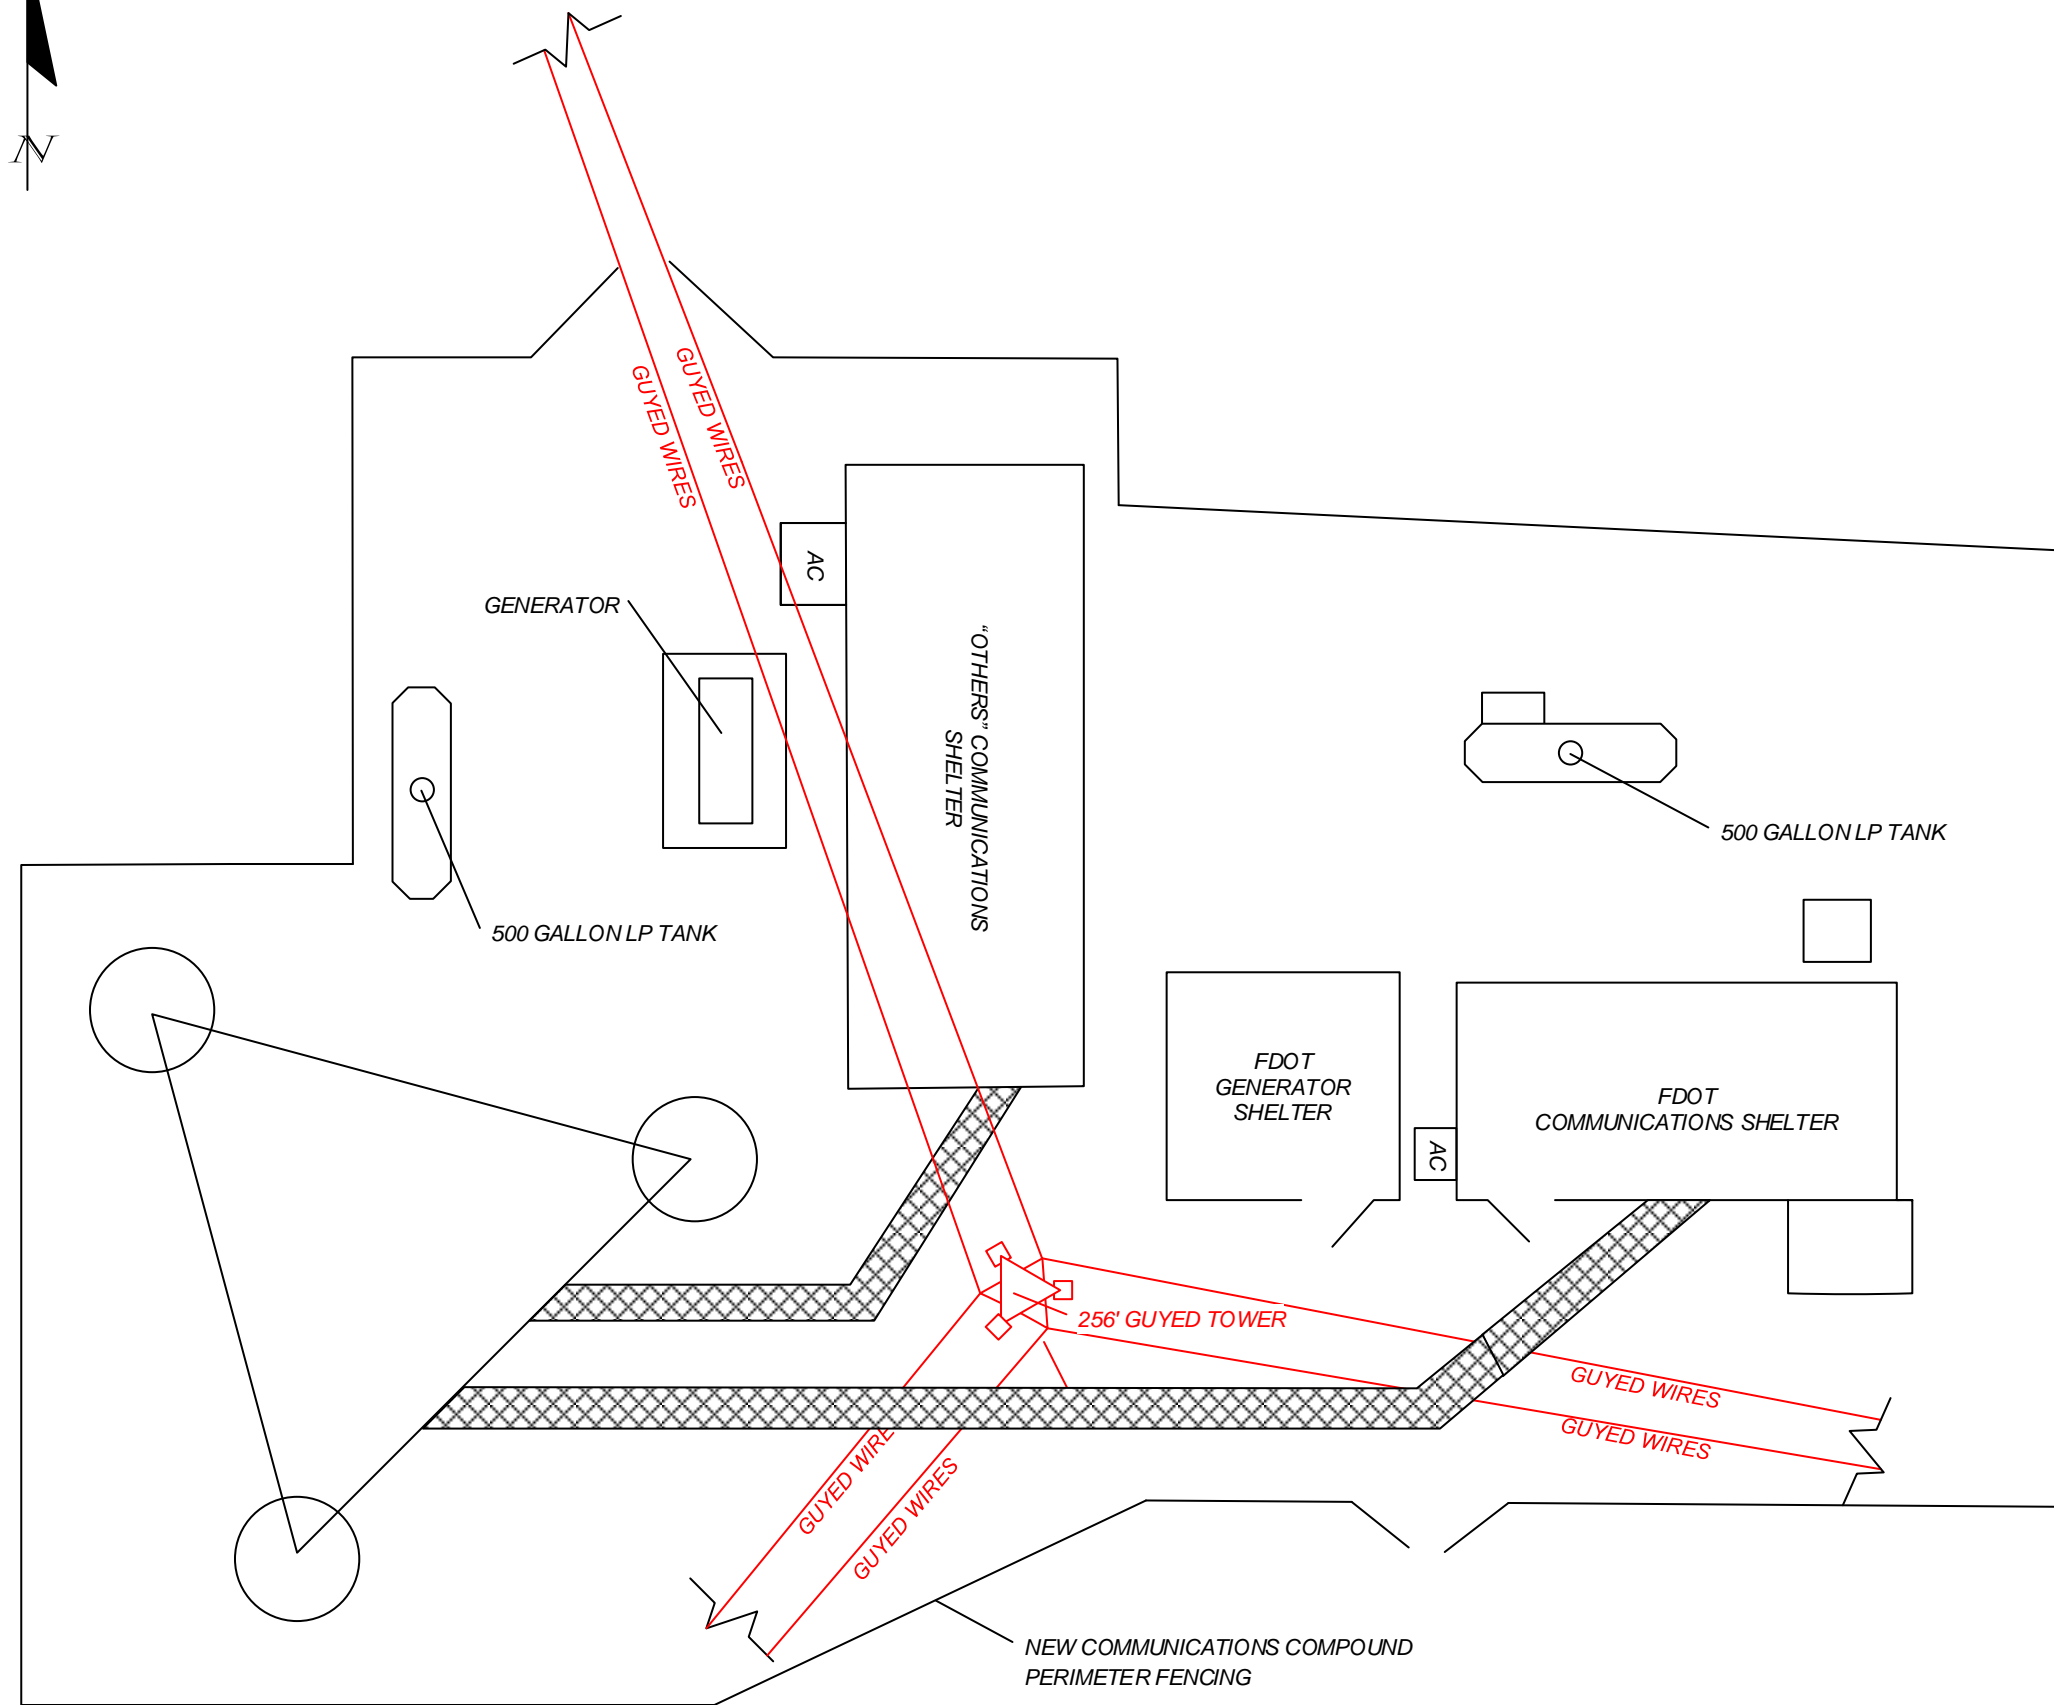 N
GUYED WIRES
GUYED WIRES
AC
GENERATOR
"OTHERS" COMMUNICATIONS
SHELTER
500 GALLON LP TANK
500 GALLON LP TANK
FDOT
GENERATOR
SHELTER
FDOT
COMMUNICATIONS SHELTER
AC
256' GUYED TOWER
GUYED WIRES
GUYED WIRES
GUYED WIRE
GUYED WIRES
NEW COMMUNICATIONS COMPOUND
PERIMETER FENCING